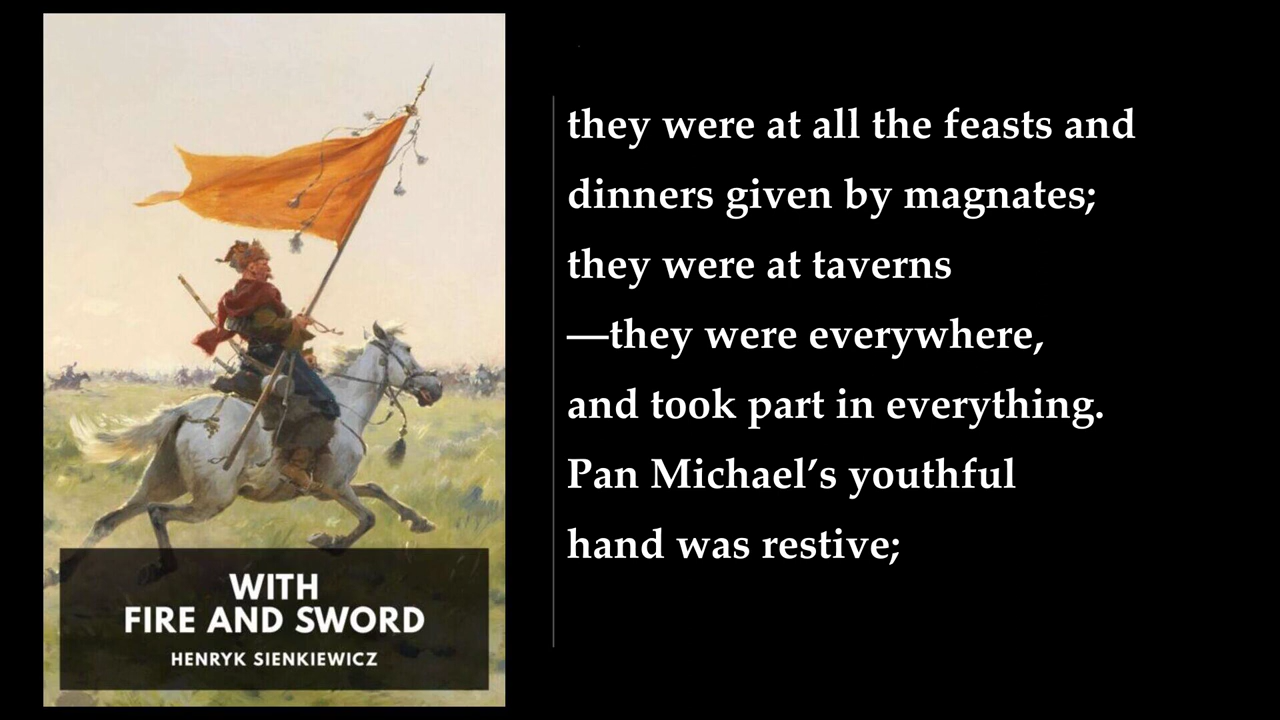 they were at all the feasts and
dinners given by magnates;
they were at taverns
—they were everywhere,
and took part in everything.
Pan Michael’s youthful
hand was restive;
WITH
FIRE AND SWORD
HENRYK SIENKIEWICZ